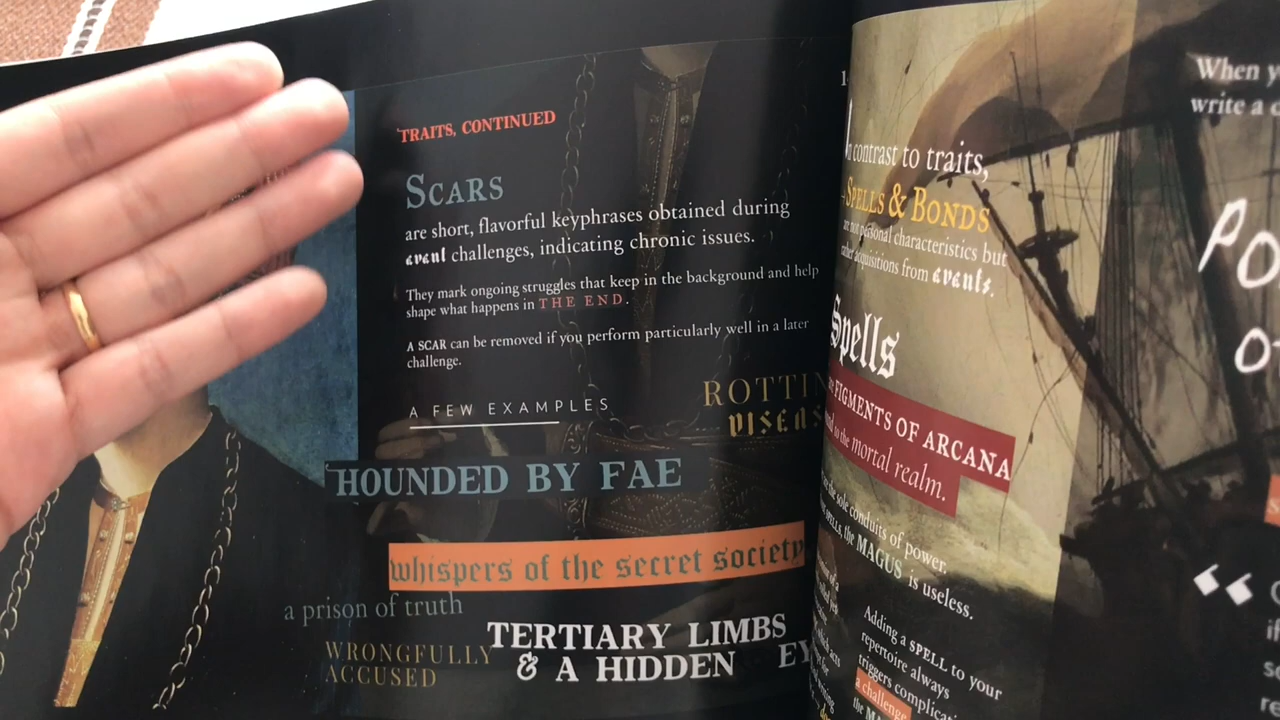 TRAITS, CONTINUED
SCARS
are short, flavorful keyphrases obtained during
event challenges, indicating chronic issues.
They mark ongoing struggles that keep in the background and help
shape what happens in THE END.
A SCAR can be removed if you perform particularly well in a later
challenge.
A FEW EXAMPLES
HOUNDED BY FAE
whispers of the secret society
a prison of truth
WRONGFULLY
ACCUSED
TERTIARY LIMBS
& A HIDDEN
In contrast to traits,
SPELLS & BONDS
are not personal characteristics but
rather acquisitions from events.
Spells
FIGMENTS OF ARCANA
to the mortal realm.
the sole conduits of power.
SPELLS, the MAGUS is useless.
Adding a SPELL to your
repertoire always
triggers
a challenge
When
write a